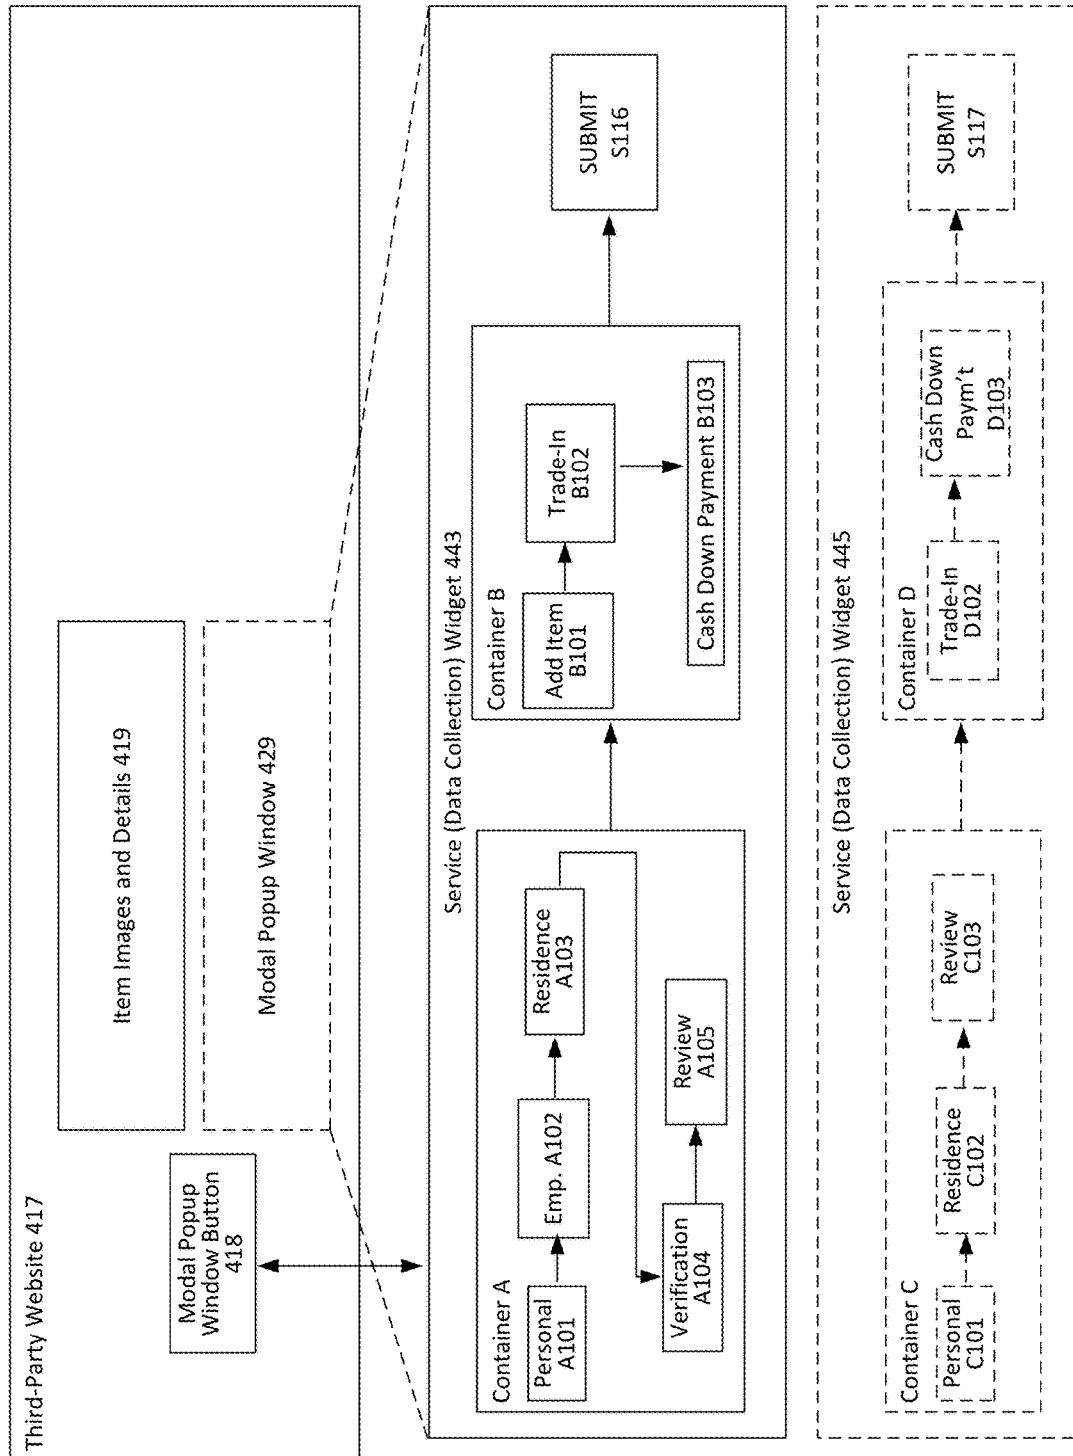 Third-Party Website 417
Item Images and Details 419
Modal Popup
Window Button
418
Modal Popup Window 429
Service (Data Collection) Widget 443
Container A
Personal
A101
Emp. A102
Residence
A103
Verification
A104
Review
A105
Container B
Add Item
B101
Trade-In
B102
Cash Down Payment B103
SUBMIT
S116
Service (Data Collection) Widget 445
Container C
Personal
C101
Residence
C102
Review
C103
Container D
Trade-In
D102
Cash Down
Paym't
D103
SUBMIT
S117